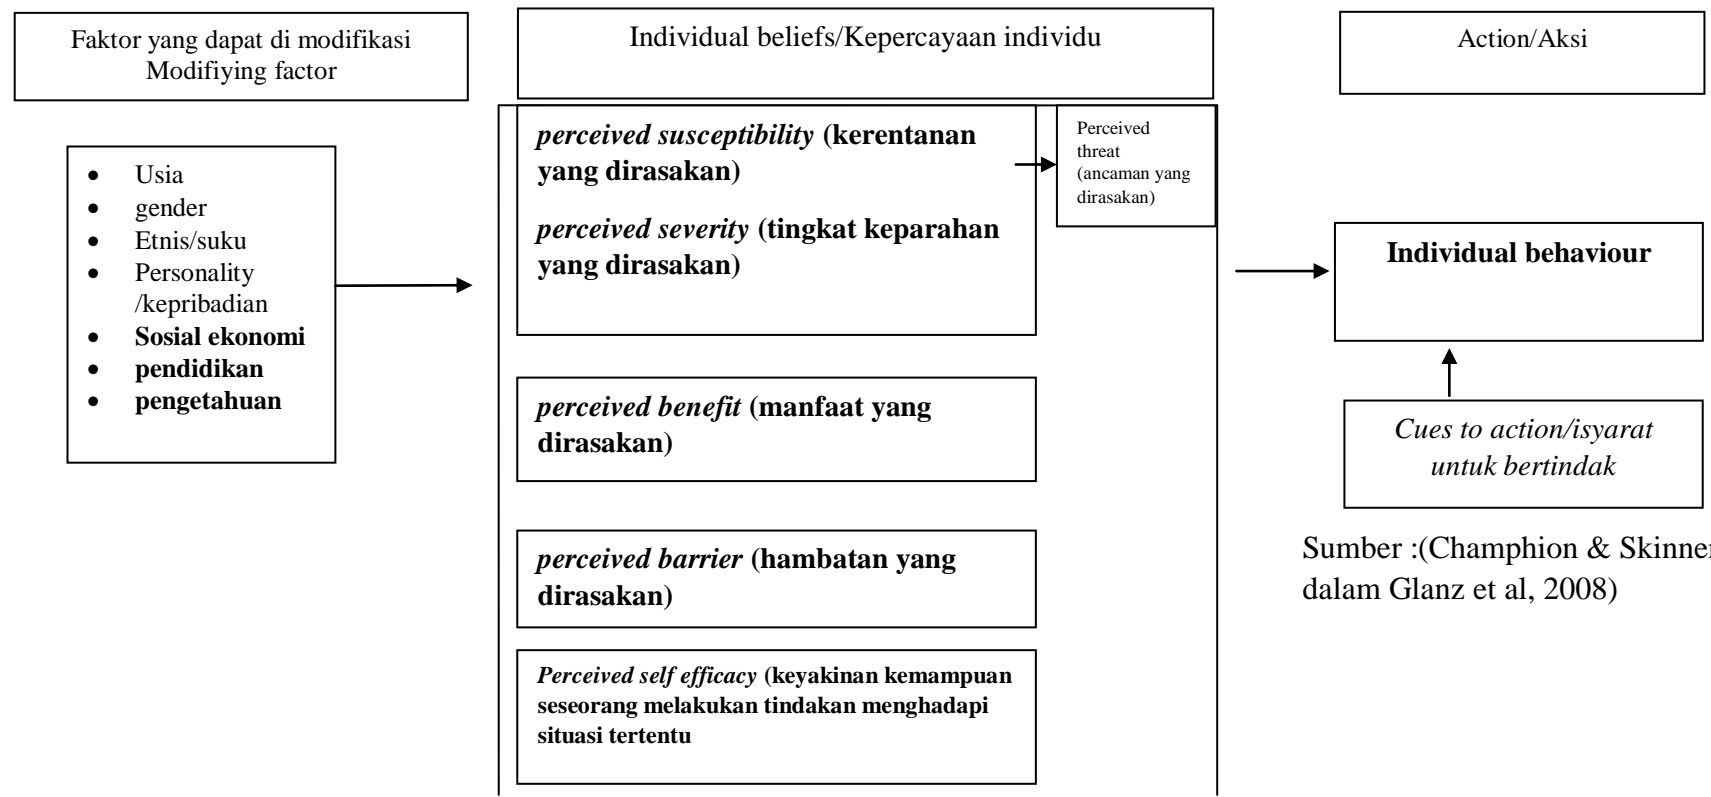 Faktor yang dapat di modifikasi
Modifiying factor
Individual beliefs/Kepercayaan individu
Action/Aksi
• Usia
• gender
• Etnis/suku
• Personality
/kepribadian
• Sosial ekonomi
• pendidikan
• pengetahuan
perceived susceptibility (kerentanan
yang dirasakan)
perceived severity (tingkat keparahan
yang dirasakan)
Perceived
threat
(ancaman yang
dirasakan)
perceived benefit (manfaat yang
dirasakan)
perceived barrier (hambatan yang
dirasakan)
Perceived self efficacy (keyakinan kemampuan
seseorang melakukan tindakan menghadapi
situasi tertentu
Individual behaviour
Cues to action/isyarat
untuk bertindak
Sumber :(Champhion & Skinner
dalam Glanz et al, 2008)